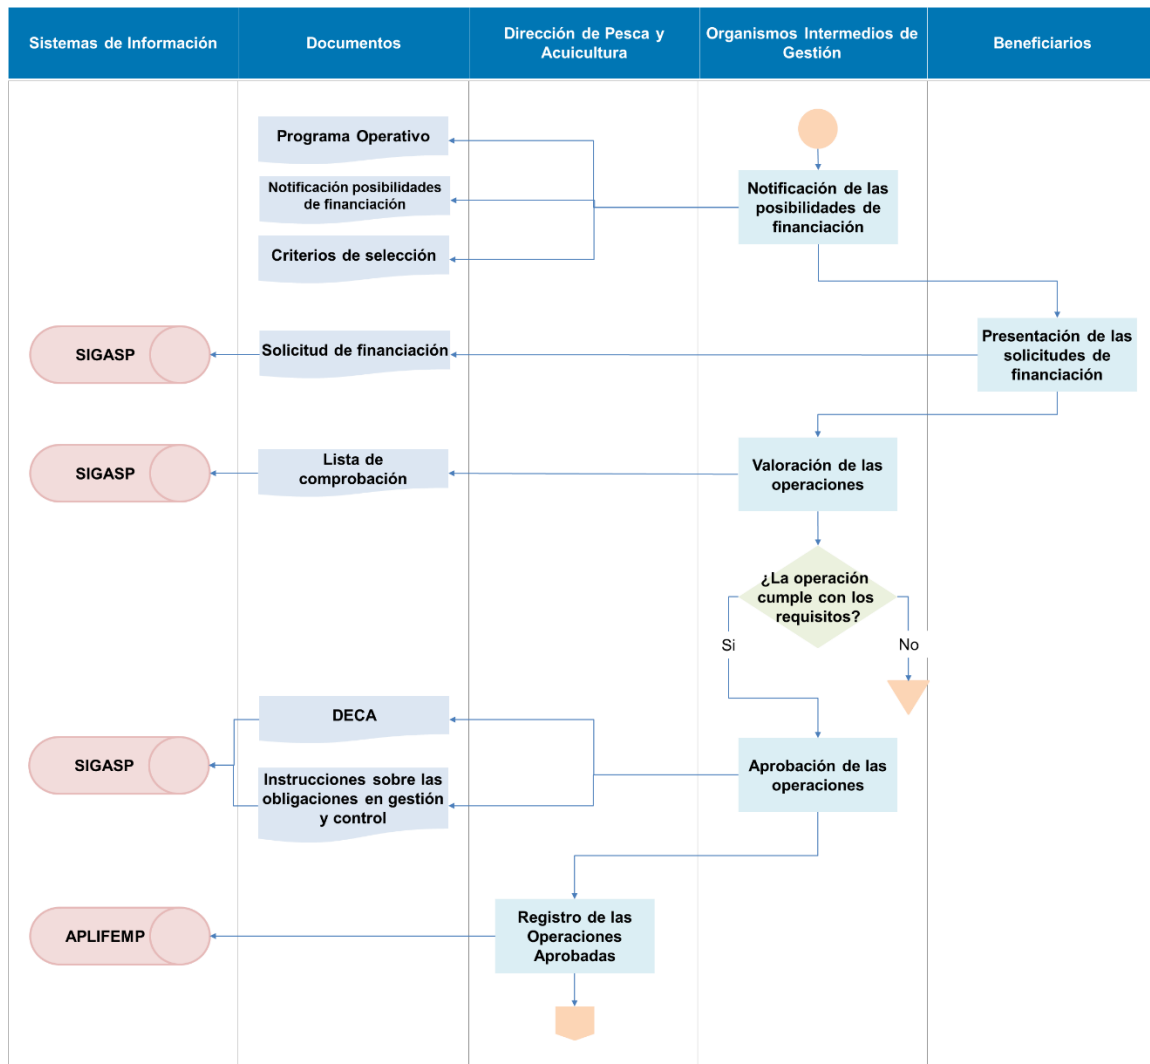 Sistemas de Información
Documentos
Dirección de Pesca y
Acuicultura
Organismos Intermedios de
Gestión
Beneficiarios
Programa Operativo
Notificación posibilidades
de financiación
Criterios de selección
Notificación de las
posibilidades de
financiación
SIGASP
Solicitud de financiación
Presentación de las
solicitudes de
financiación
SIGASP
Lista de
comprobación
Valoración de las
operaciones
¿La operación
cumple con los
requisitos?
Si
No
SIGASP
DECA
Instrucciones sobre las
obligaciones en gestión
y control
Aprobación de las
operaciones
APLIFEMP
Registro de las
Operaciones
Aprobadas